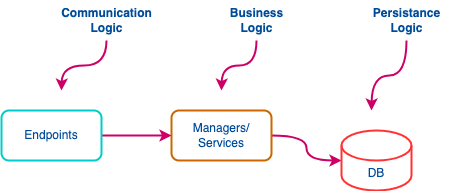 Communication
Logic
Business
Logic
Persistance
Logic
Endpoints
Managers/
Services
DB